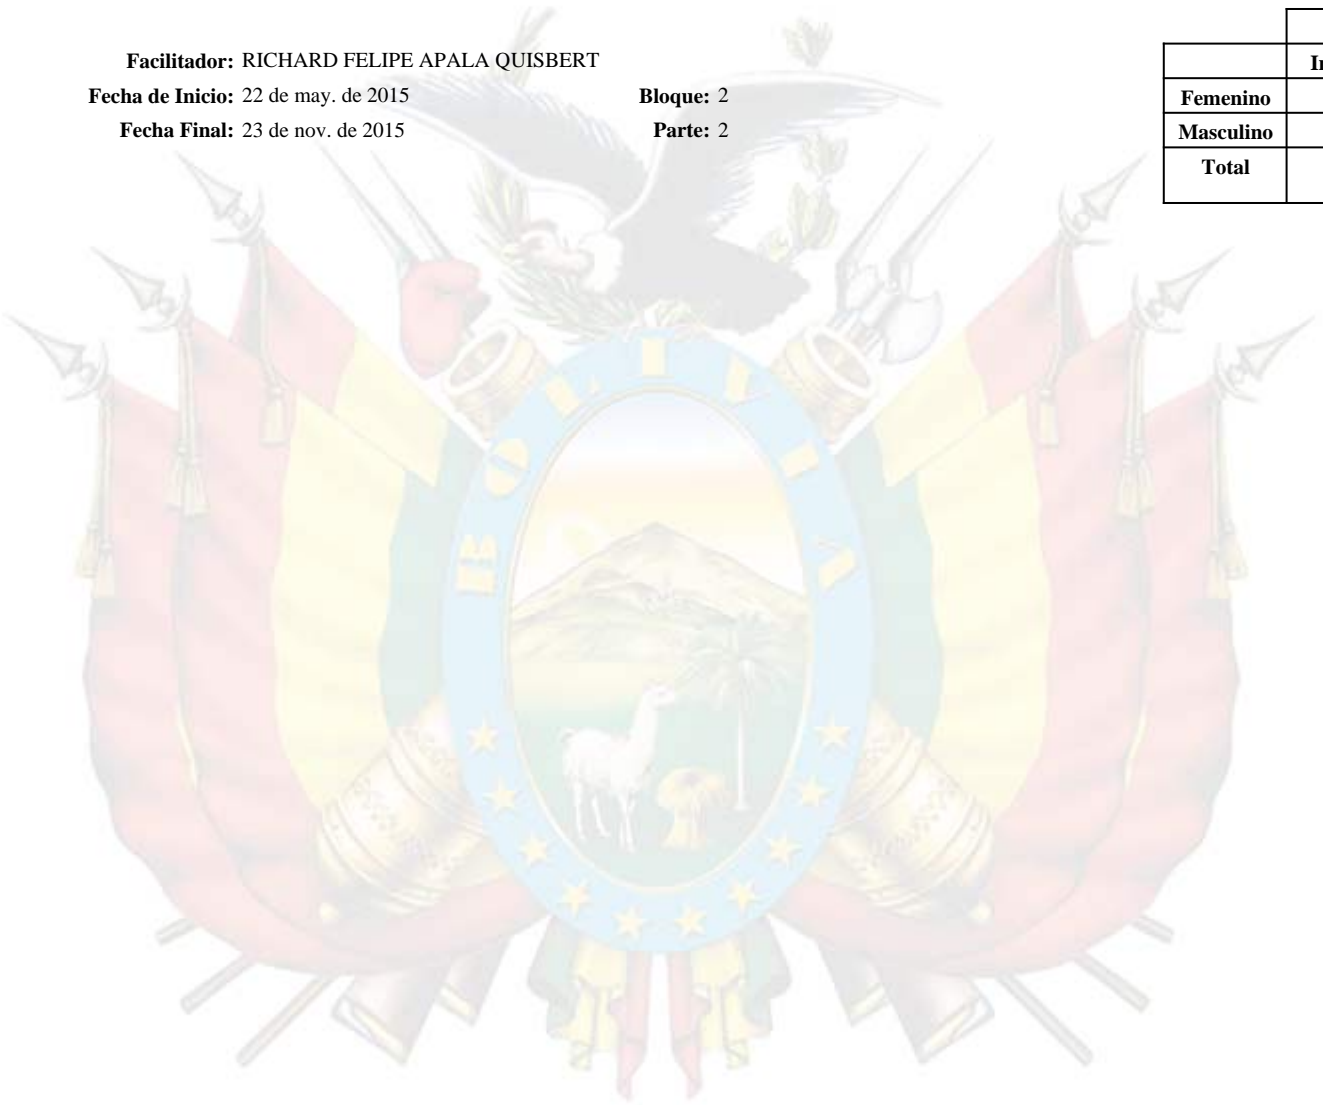 Facilitador: RICHARD FELIPE APALA QUISBERT
Fecha de Inicio: 22 de may. de 2015 Bloque: 2
Fecha Final: 23 de nov. de 2015 Parte: 2
Femenino
Masculino
Total
BOLIVIA